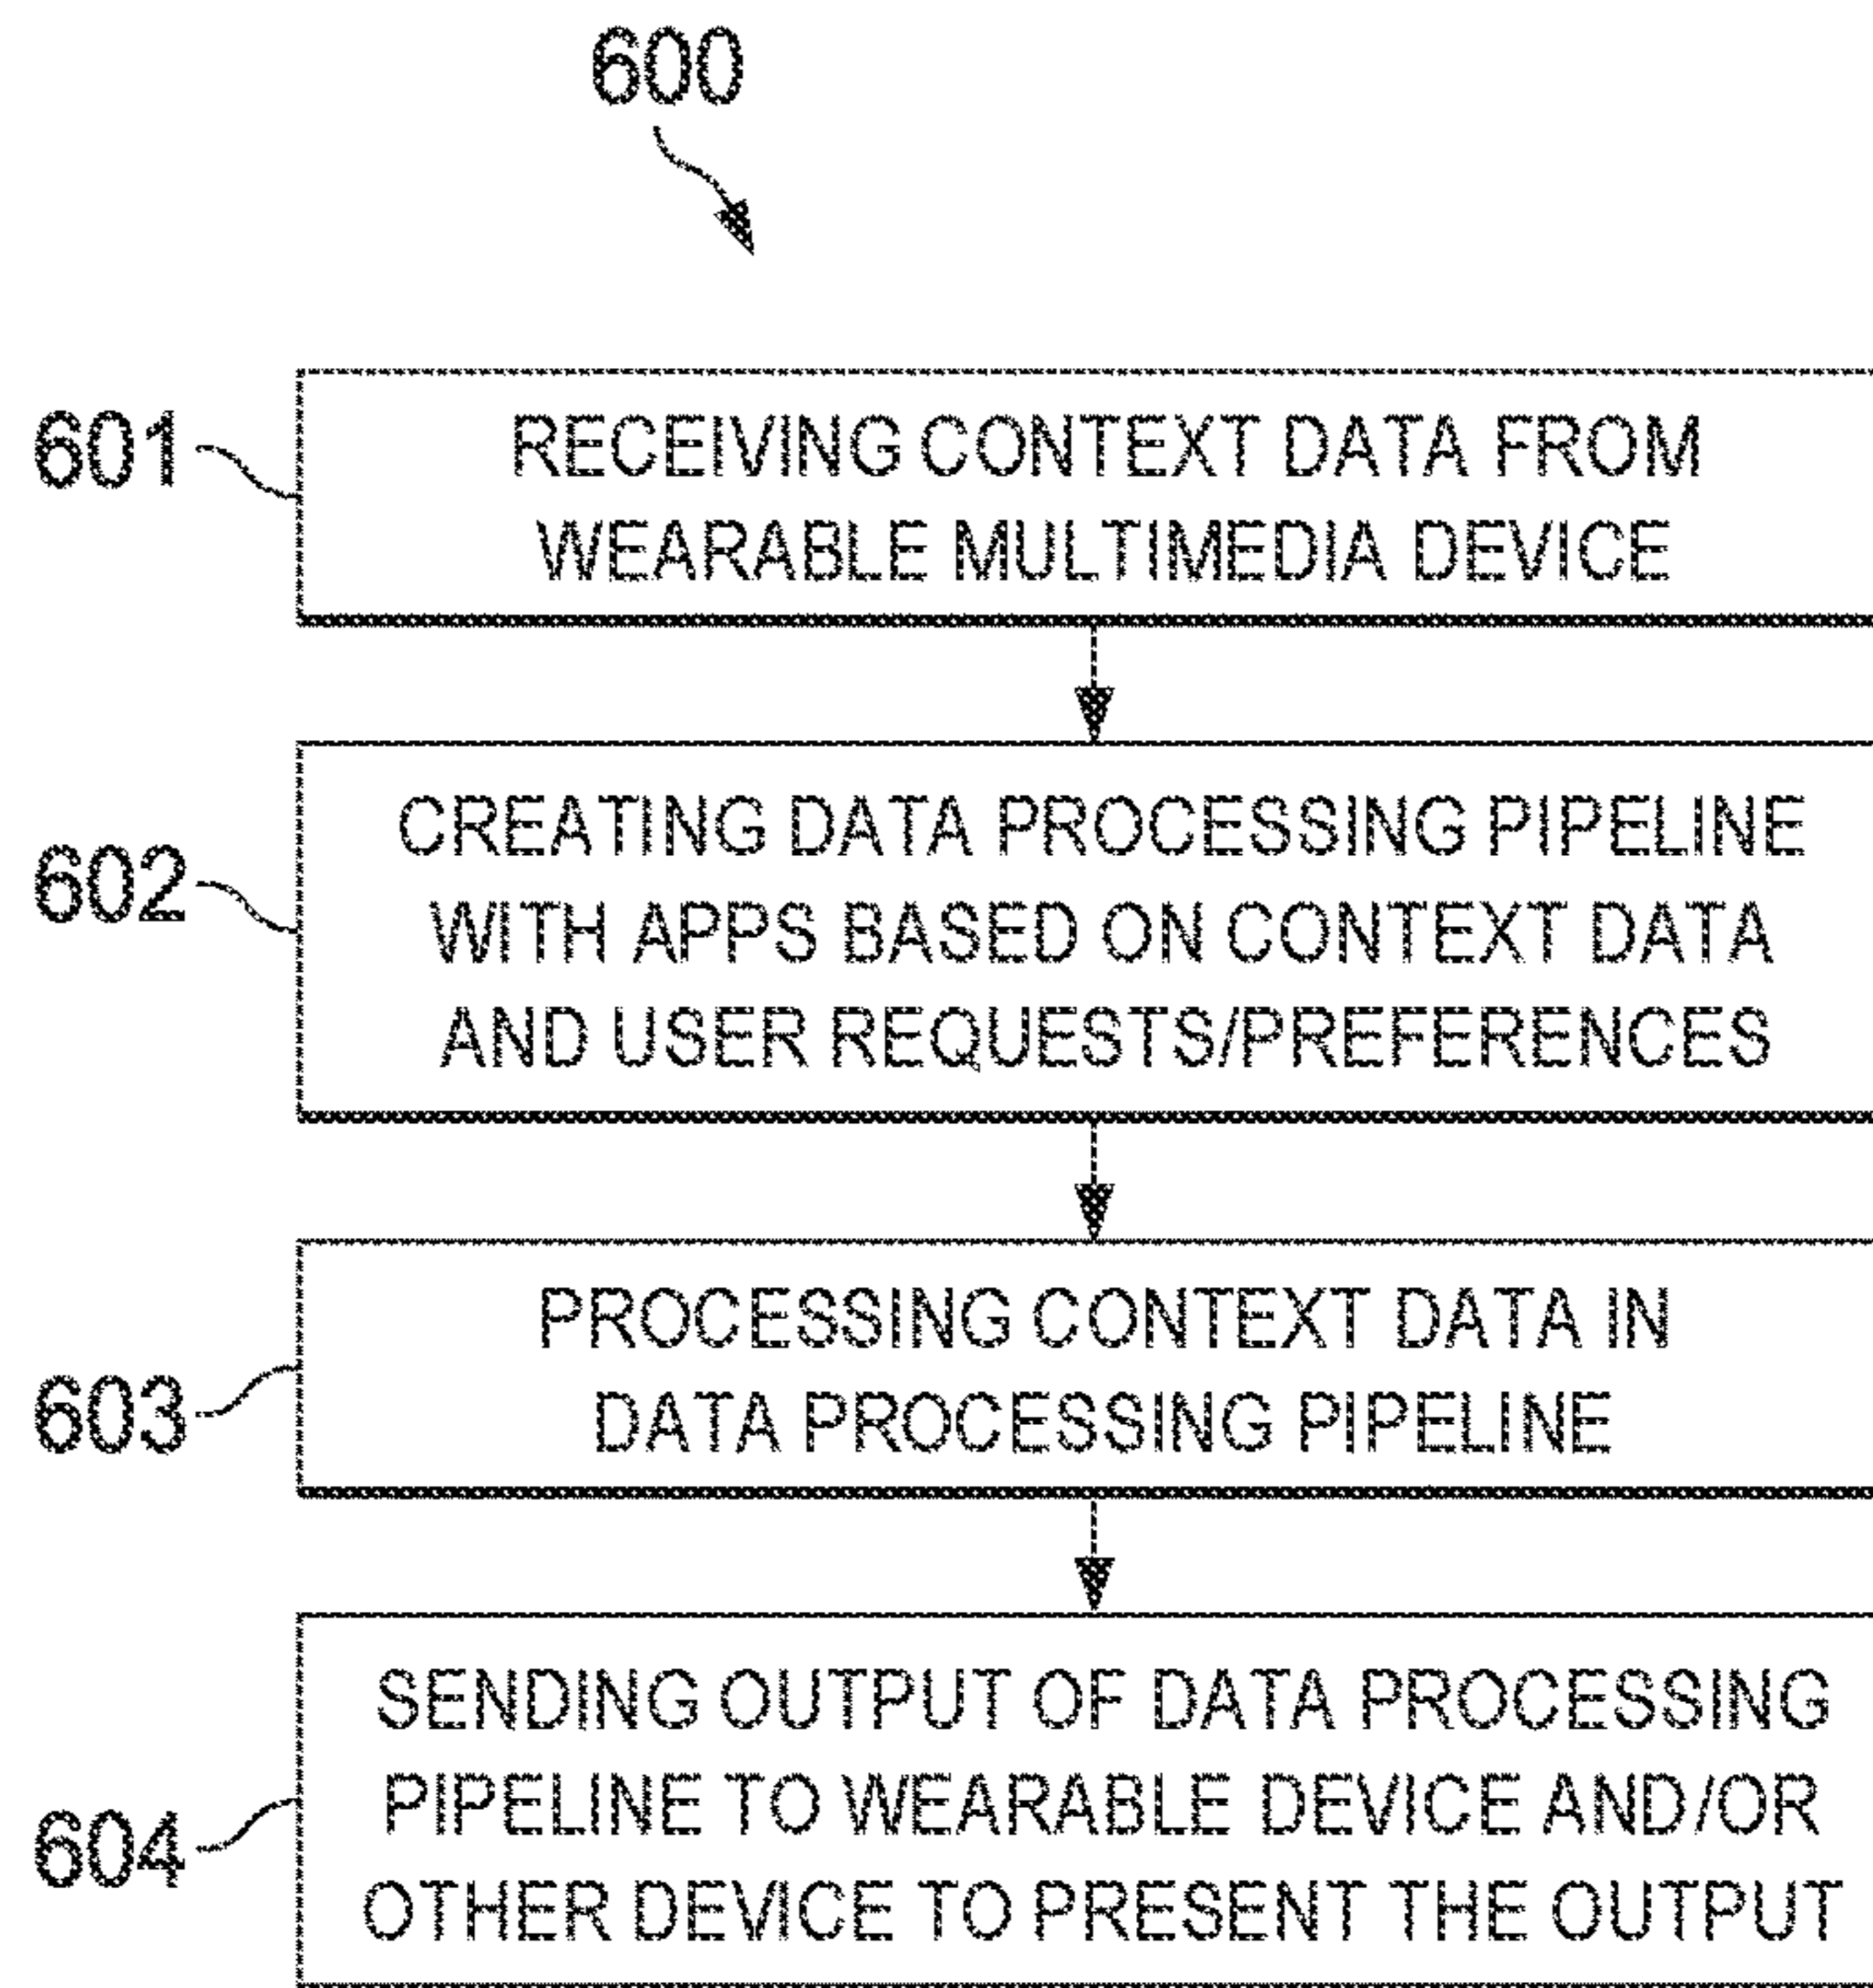 600
601
RECEIVING CONTEXT DATA FROM
WEARABLE MULTIMEDIA DEVICE
602
CREATING DATA PROCESSING PIPELINE
WITH APPS BASED ON CONTEXT DATA
AND USER REQUESTS/PREFERENCES
603
PROCESSING CONTEXT DATA IN
DATA PROCESSING PIPELINE
604
SENDING OUTPUT OF DATA PROCESSING
PIPELINE TO WEARABLE DEVICE AND/OR
OTHER DEVICE TO PRESENT THE OUTPUT